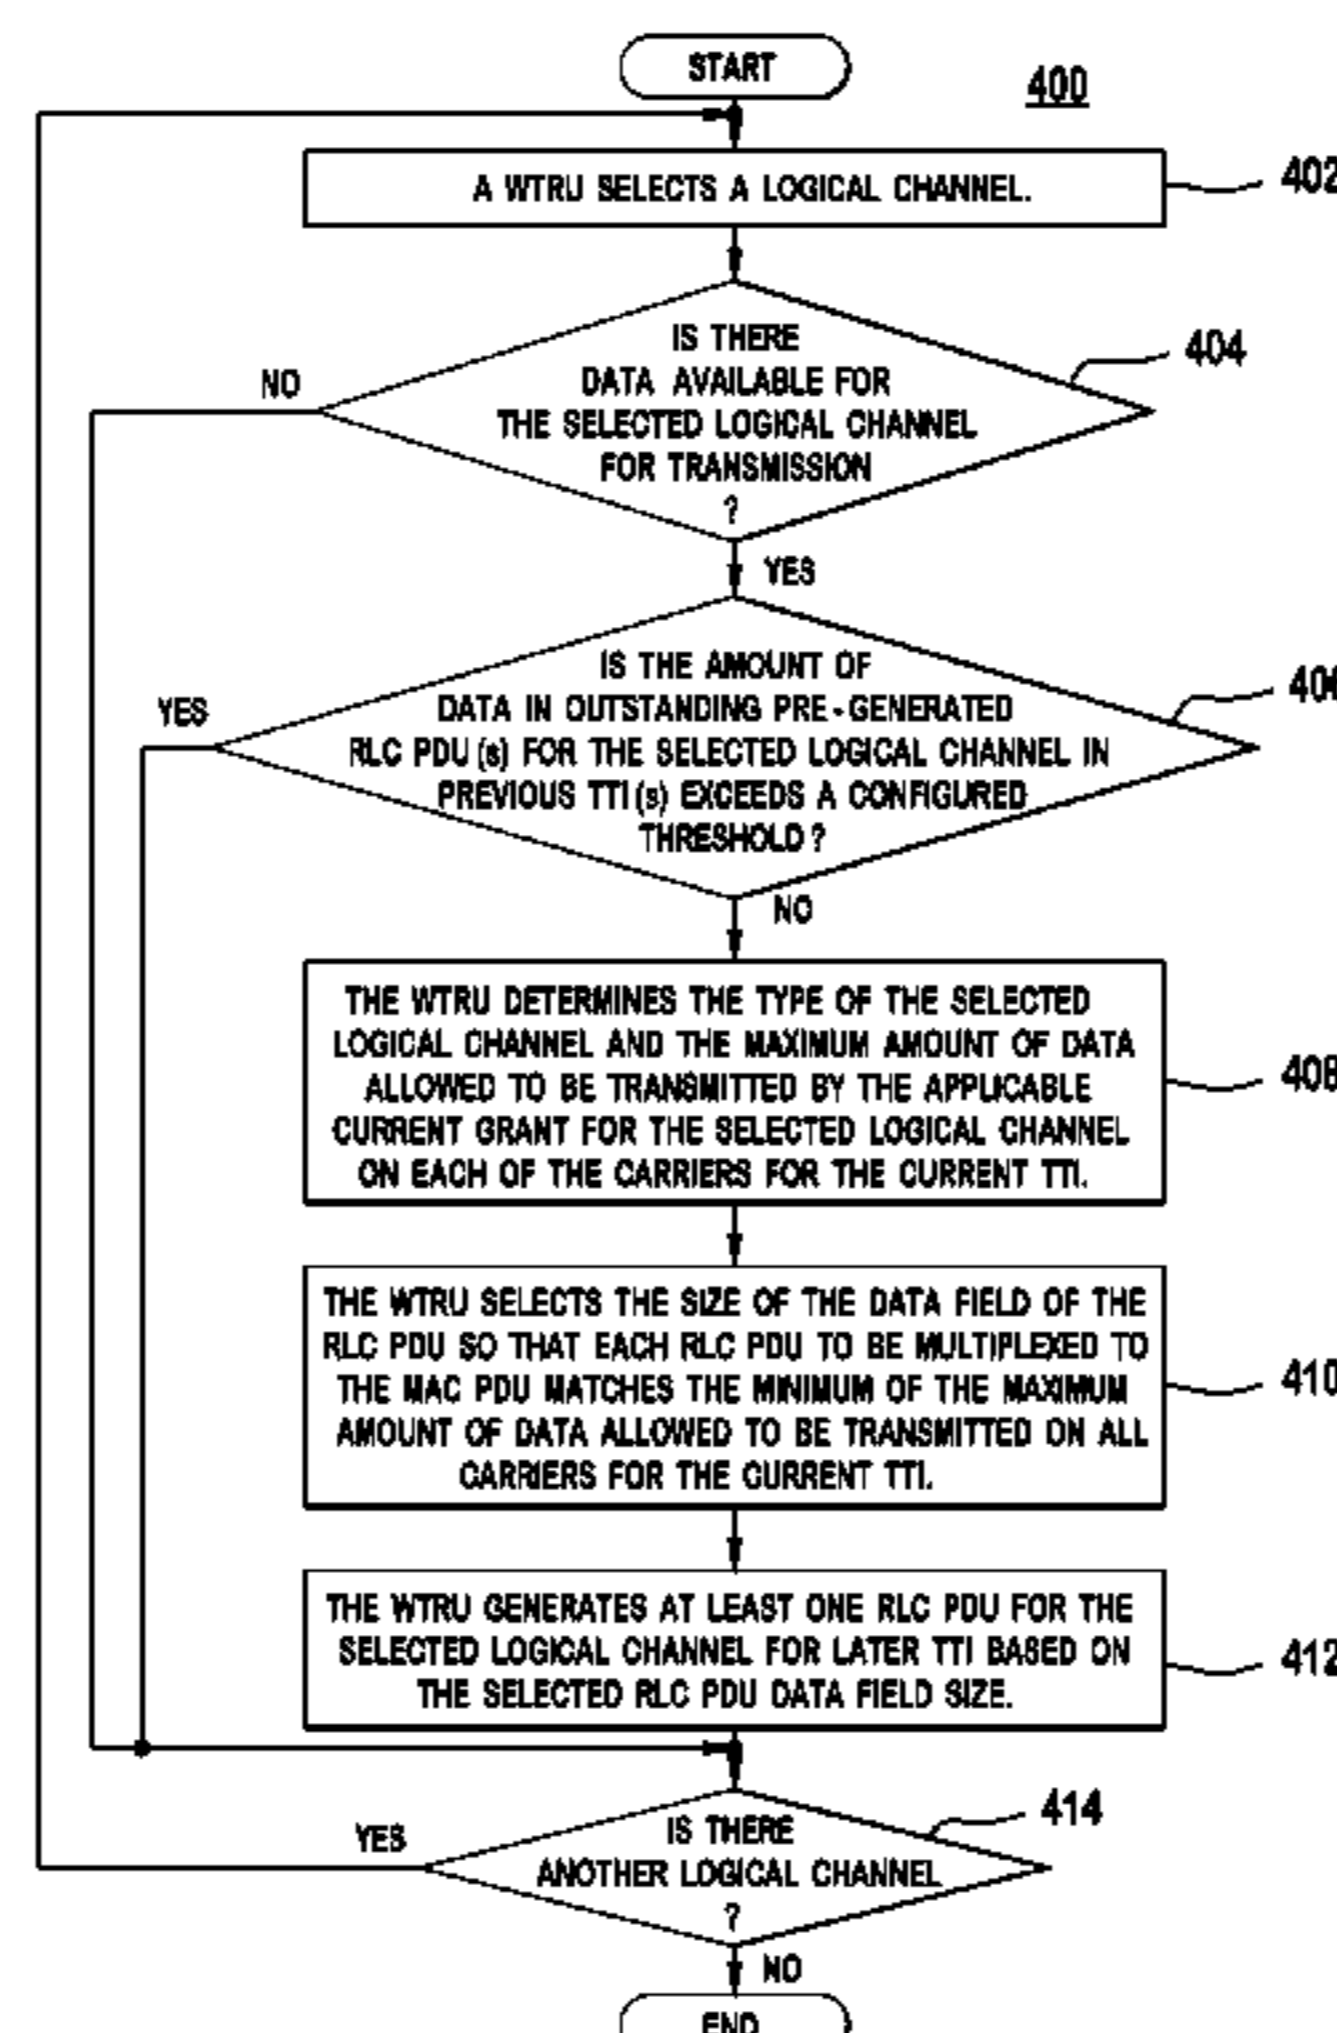 START
400
A WTRU SELECTS A LOGICAL CHANNEL.
402
IS THERE
DATA AVAILABLE FOR
THE SELECTED LOGICAL CHANNEL
FOR TRANSMISSION
?
404
NO
YES
IS THE AMOUNT OF
DATA IN OUTSTANDING PRE-GENERATED
RLC PDU(s) FOR THE SELECTED LOGICAL CHANNEL IN
PREVIOUS TTI(s) EXCEEDS A CONFIGURED
THRESHOLD?
406
YES
NO
THE WTRU DETERMINES THE TYPE OF THE SELECTED
LOGICAL CHANNEL AND THE MAXIMUM AMOUNT OF DATA
ALLOWED TO BE TRANSMITTED BY THE APPLICABLE
CURRENT GRANT FOR THE SELECTED LOGICAL CHANNEL
ON EACH OF THE CARRIERS FOR THE CURRENT TTI.
408
THE WTRU SELECTS THE SIZE OF THE DATA FIELD OF THE
RLC PDU SO THAT EACH RLC PDU TO BE MULTIPLEXED TO
THE MAC PDU MATCHES THE MINIMUM OF THE MAXIMUM
AMOUNT OF DATA ALLOWED TO BE TRANSMITTED ON ALL
CARRIERS FOR THE CURRENT TTI.
410
THE WTRU GENERATES AT LEAST ONE RLC PDU FOR THE
SELECTED LOGICAL CHANNEL FOR LATER TTI BASED ON
THE SELECTED RLC PDU DATA FIELD SIZE.
412
IS THERE
ANOTHER LOGICAL CHANNEL
?
414
YES
NO
END